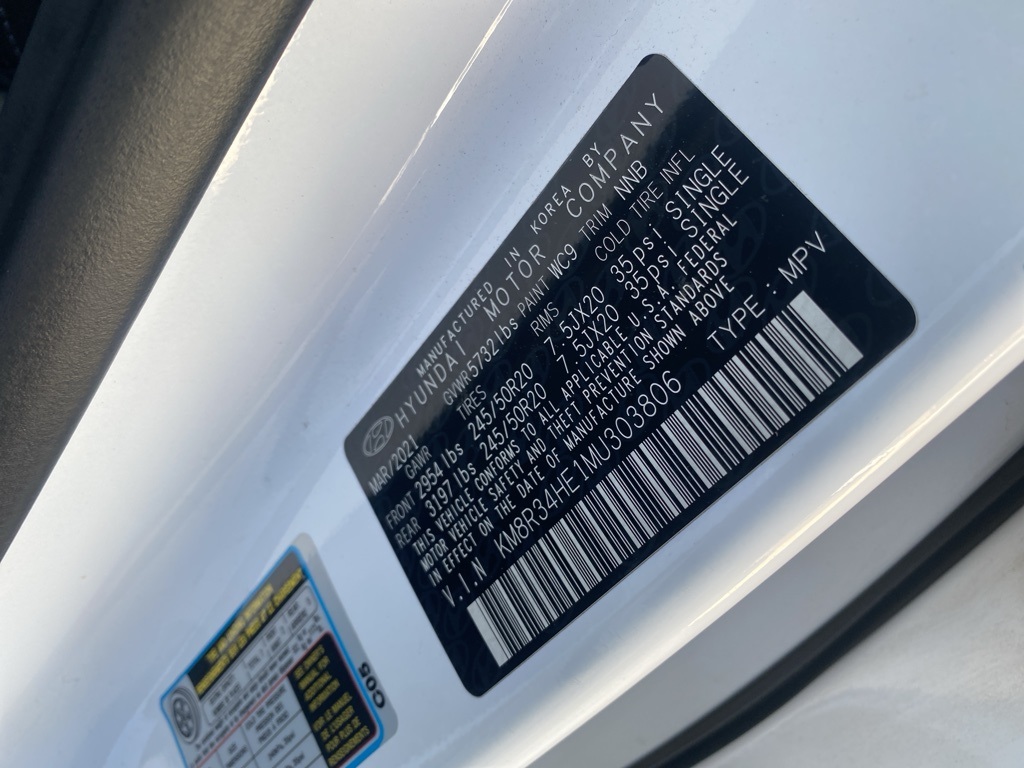 MANUFACTURED IN KOREA BY
HYUNDAI MOTOR COMPANY
GVWR 5732 lbs PAINT WC9 TRIM NNB
MAR/2021 GAWR TIRES RIMS COLD TIRE INFL
FRONT 2954 lbs 245/50R20 7.5JX20 35psi SINGLE
REAR 3197 lbs 245/50R20 7.5JX20 35psi SINGLE
THIS VEHICLE CONFORMS TO ALL APPLICABLE U.S.A. FEDERAL
MOTOR VEHICLE SAFETY AND THEFT PREVENTION STANDARDS
IN EFFECT ON THE DATE OF MANUFACTURE SHOWN ABOVE
V.I.N KM8R34HE1MU303806 TYPE : MPV
C05